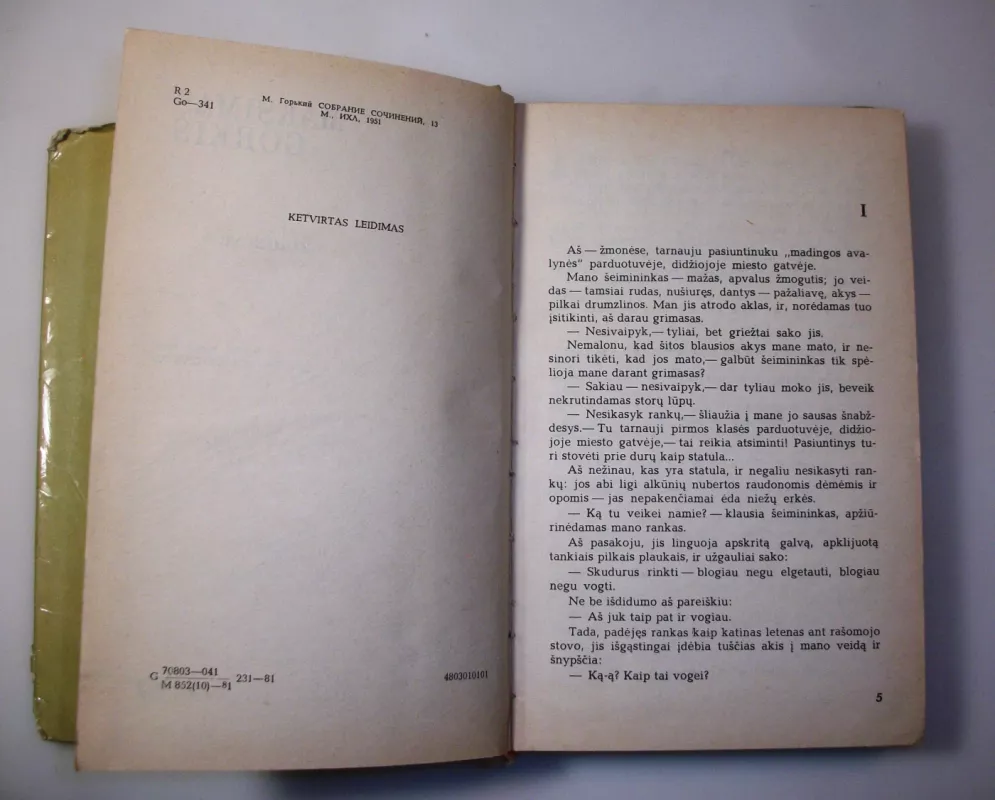 R 2
Go—341
М. Горький СОБРАНИЕ СОЧИНЕНИЙ, 13
М., ИХЛ, 1951
KETVIRTAS LEIDIMAS
G 70803—041 231—81
M 852(10)—81
4803010101
I
Aš — žmonėse, tarnauju pasiuntinuku „madingos ava-
lynės“ parduotuvėje, didžiojoje miesto gatvėje.
Mano šeimininkas — mažas, apvalus žmogutis; jo vei-
das — tamsiai rudas, nušiuręs, dantys — pažaliavę, akys —
pilkai drumzlinos. Man jis atrodo aklas, ir, norėdamas tuo
įsitikinti, aš darau grimasas.
— Nesivaipyk,— tyliai, bet griežtai sako jis.
Nemalonu, kad šitos blausios akys mane mato, ir ne-
sinori tikėti, kad jos mato,— galbūt šeimininkas tik spė-
lioja mane darant grimasas?
— Sakiau — nesivaipyk,— dar tyliau moko jis, beveik
nekrutindamas storų lūpų.
— Nesikasyk rankų,— šliaužia į mane jo sausas šnabž-
desys.— Tu tarnauji pirmos klasės parduotuvėje, didžio-
joje miesto gatvėje,— tai reikia atsiminti! Pasiuntinys tu-
ri stovėti prie durų kaip statula...
Aš nežinau, kas yra statula, ir negaliu nesikasyti ran-
kų: jos abi ligi alkūnių nubertos raudonomis dėmėmis ir
opomis — jas nepakenčiamai ėda niežų erkės.
— Ką tu veikei namie? — klausia šeimininkas, apžiū-
rinėdamas mano rankas.
Aš pasakoju, jis linguoja apskritą galvą, apklijuotą
tankiais pilkais plaukais, ir užgauliai sako:
— Skudurus rinkti — blogiau negu elgetauti, blogiau
negu vogti.
Ne be išdidumo aš pareiškiu:
— Aš juk taip pat ir vogiau.
Tada, padėjęs rankas kaip katinas letenas ant rašomojo
stovo, jis išgąstingai įdėbia tuščias akis į mano veidą ir
šnypščia:
— Ką-ą? Kaip tai vogei?
5